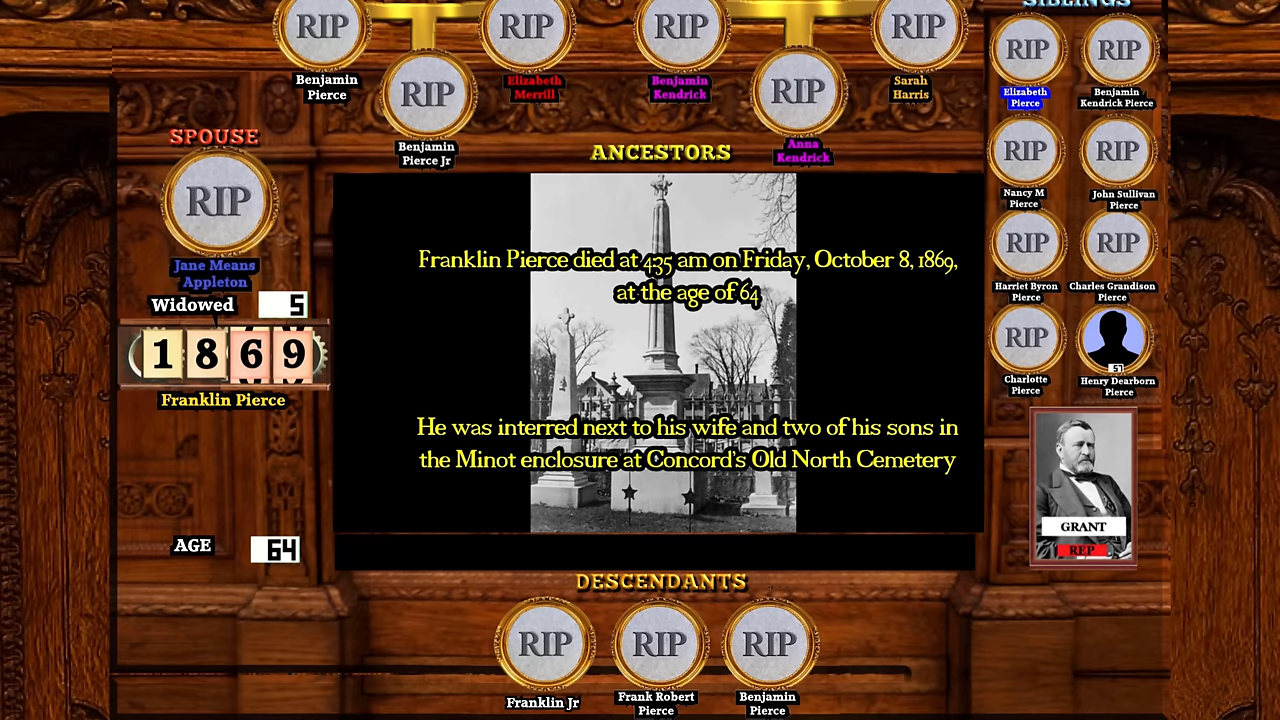 SIBLINGS
RIP
RIP
RIP
RIP
RIP
RIP
Benjamin
Pierce
Elizabeth
Merrill
Benjamin
Kendrick
Sarah
Harris
Elizabeth
Pierce
Benjamin
Kendrick Pierce
RIP
RIP
SPOUSE
Benjamin
Pierce Jr
ANCESTORS
Anna
Kendrick
RIP
RIP
RIP
Nancy M
Pierce
John Sullivan
Pierce
Jane Means
Appleton
Widowed 5
Franklin Pierce died at 4:35 am on Friday, October 8, 1869,
at the age of 64
RIP
RIP
Harriet Byron
Pierce
Charles Grandison
Pierce
1869
Franklin Pierce
RIP
57
Charlotte
Pierce
Henry Dearborn
Pierce
He was interred next to his wife and two of his sons in
the Minot enclosure at Concord's Old North Cemetery
GRANT
REP
AGE 64
DESCENDANTS
RIP
RIP
RIP
Franklin Jr
Frank Robert
Pierce
Benjamin
Pierce